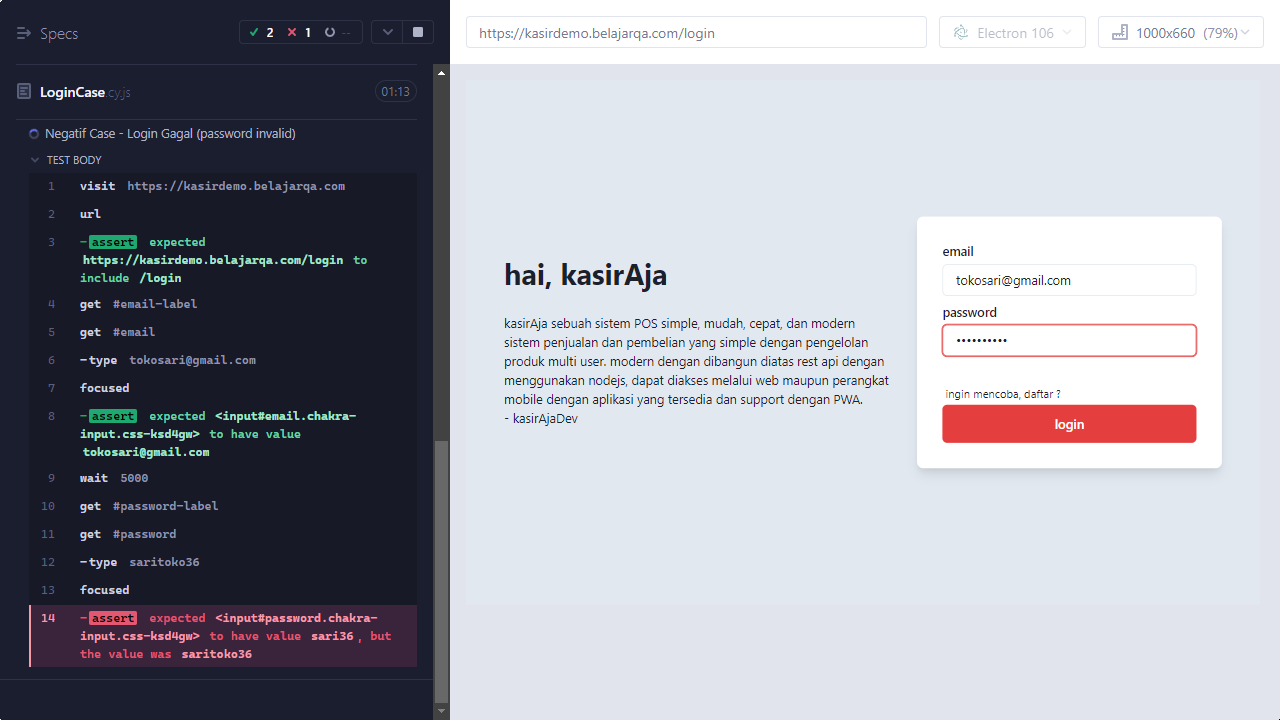 Specs
2
1
--
LoginCase.cy.js
01:13
Negatif Case - Login Gagal (password invalid)
TEST BODY
1 visit https://kasirdemo.belajarqa.com
2 url
3 -assert expected
https://kasirdemo.belajarqa.com/login to
include /login
4 get #email-label
5 get #email
6 -type tokosari@gmail.com
7 focused
8 -assert expected <input#email.chakra-
input.css-ksd4gw> to have value
tokosari@gmail.com
9 wait 5000
10 get #password-label
11 get #password
12 -type saritoko36
13 focused
14 -assert expected <input#password.chakra-
input.css-ksd4gw> to have value sari36, but
the value was saritoko36
https://kasirdemo.belajarqa.com/login
Electron 106
1000x660 (79%)
hai, kasirAja
kasirAja sebuah sistem POS simple, mudah, cepat, dan modern
sistem penjualan dan pembelian yang simple dengan pengelolan
produk multi user. modern dengan dibangun diatas rest api dengan
menggunakan nodejs, dapat diakses melalui web maupun perangkat
mobile dengan aplikasi yang tersedia dan support dengan PWA.
- kasirAjaDev
email
tokosari@gmail.com
password
••••••••••
ingin mencoba, daftar ?
login